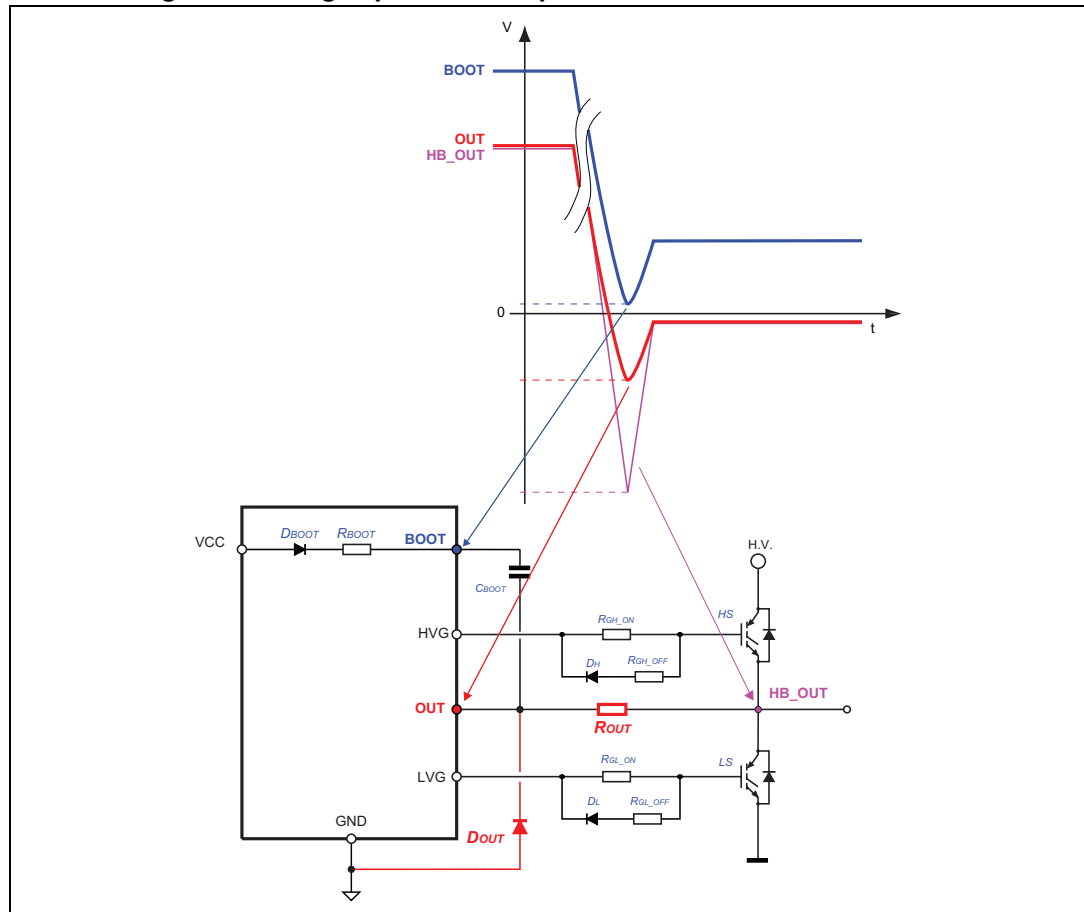 V
BOOT
OUT
HB_OUT
0
t
VCC
DBOOT
RBOOT
BOOT
CBOOT
H.V.
HVG
RGH_ON
HS
DH
RGH_OFF
HB_OUT
OUT
ROUT
LVG
RGL_ON
LS
DL
RGL_OFF
GND
DOUT